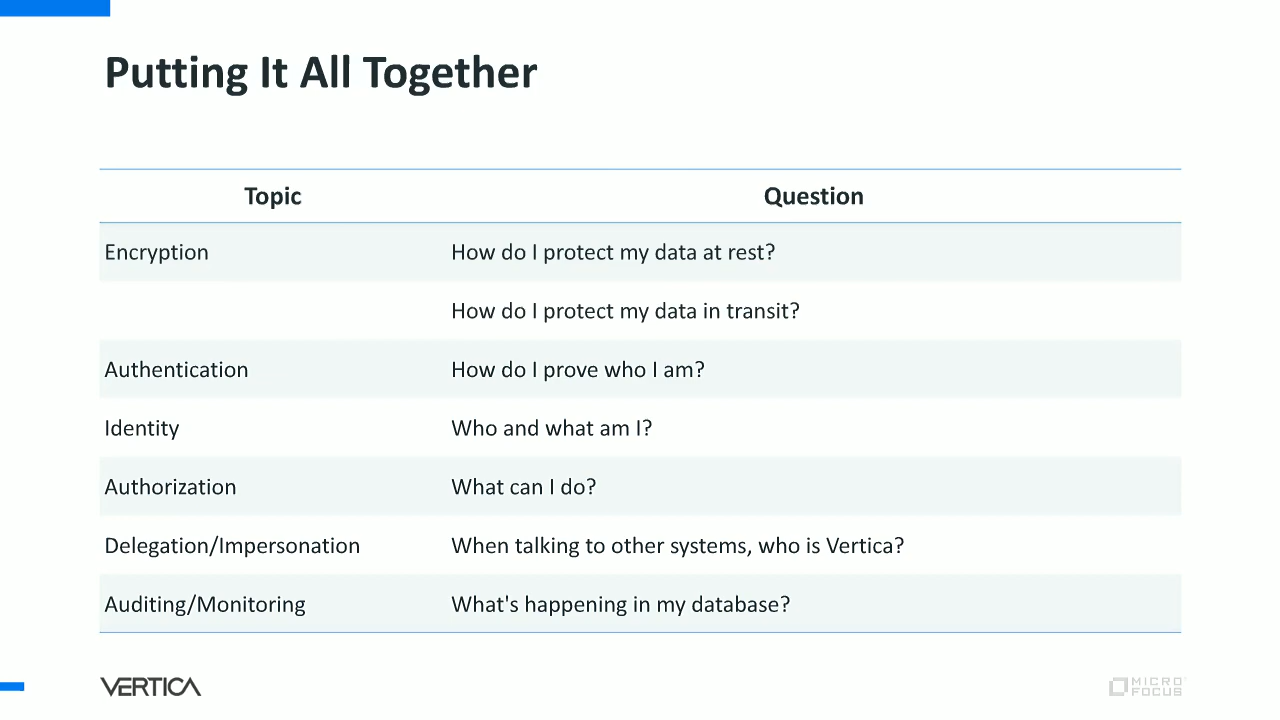 Putting It All Together
Topic Question
Encryption How do I protect my data at rest?
How do I protect my data in transit?
Authentication How do I prove who I am?
Identity Who and what am I?
Authorization What can I do?
Delegation/Impersonation When talking to other systems, who is Vertica?
Auditing/Monitoring What's happening in my database?
VERTICA
MICRO
FOCUS